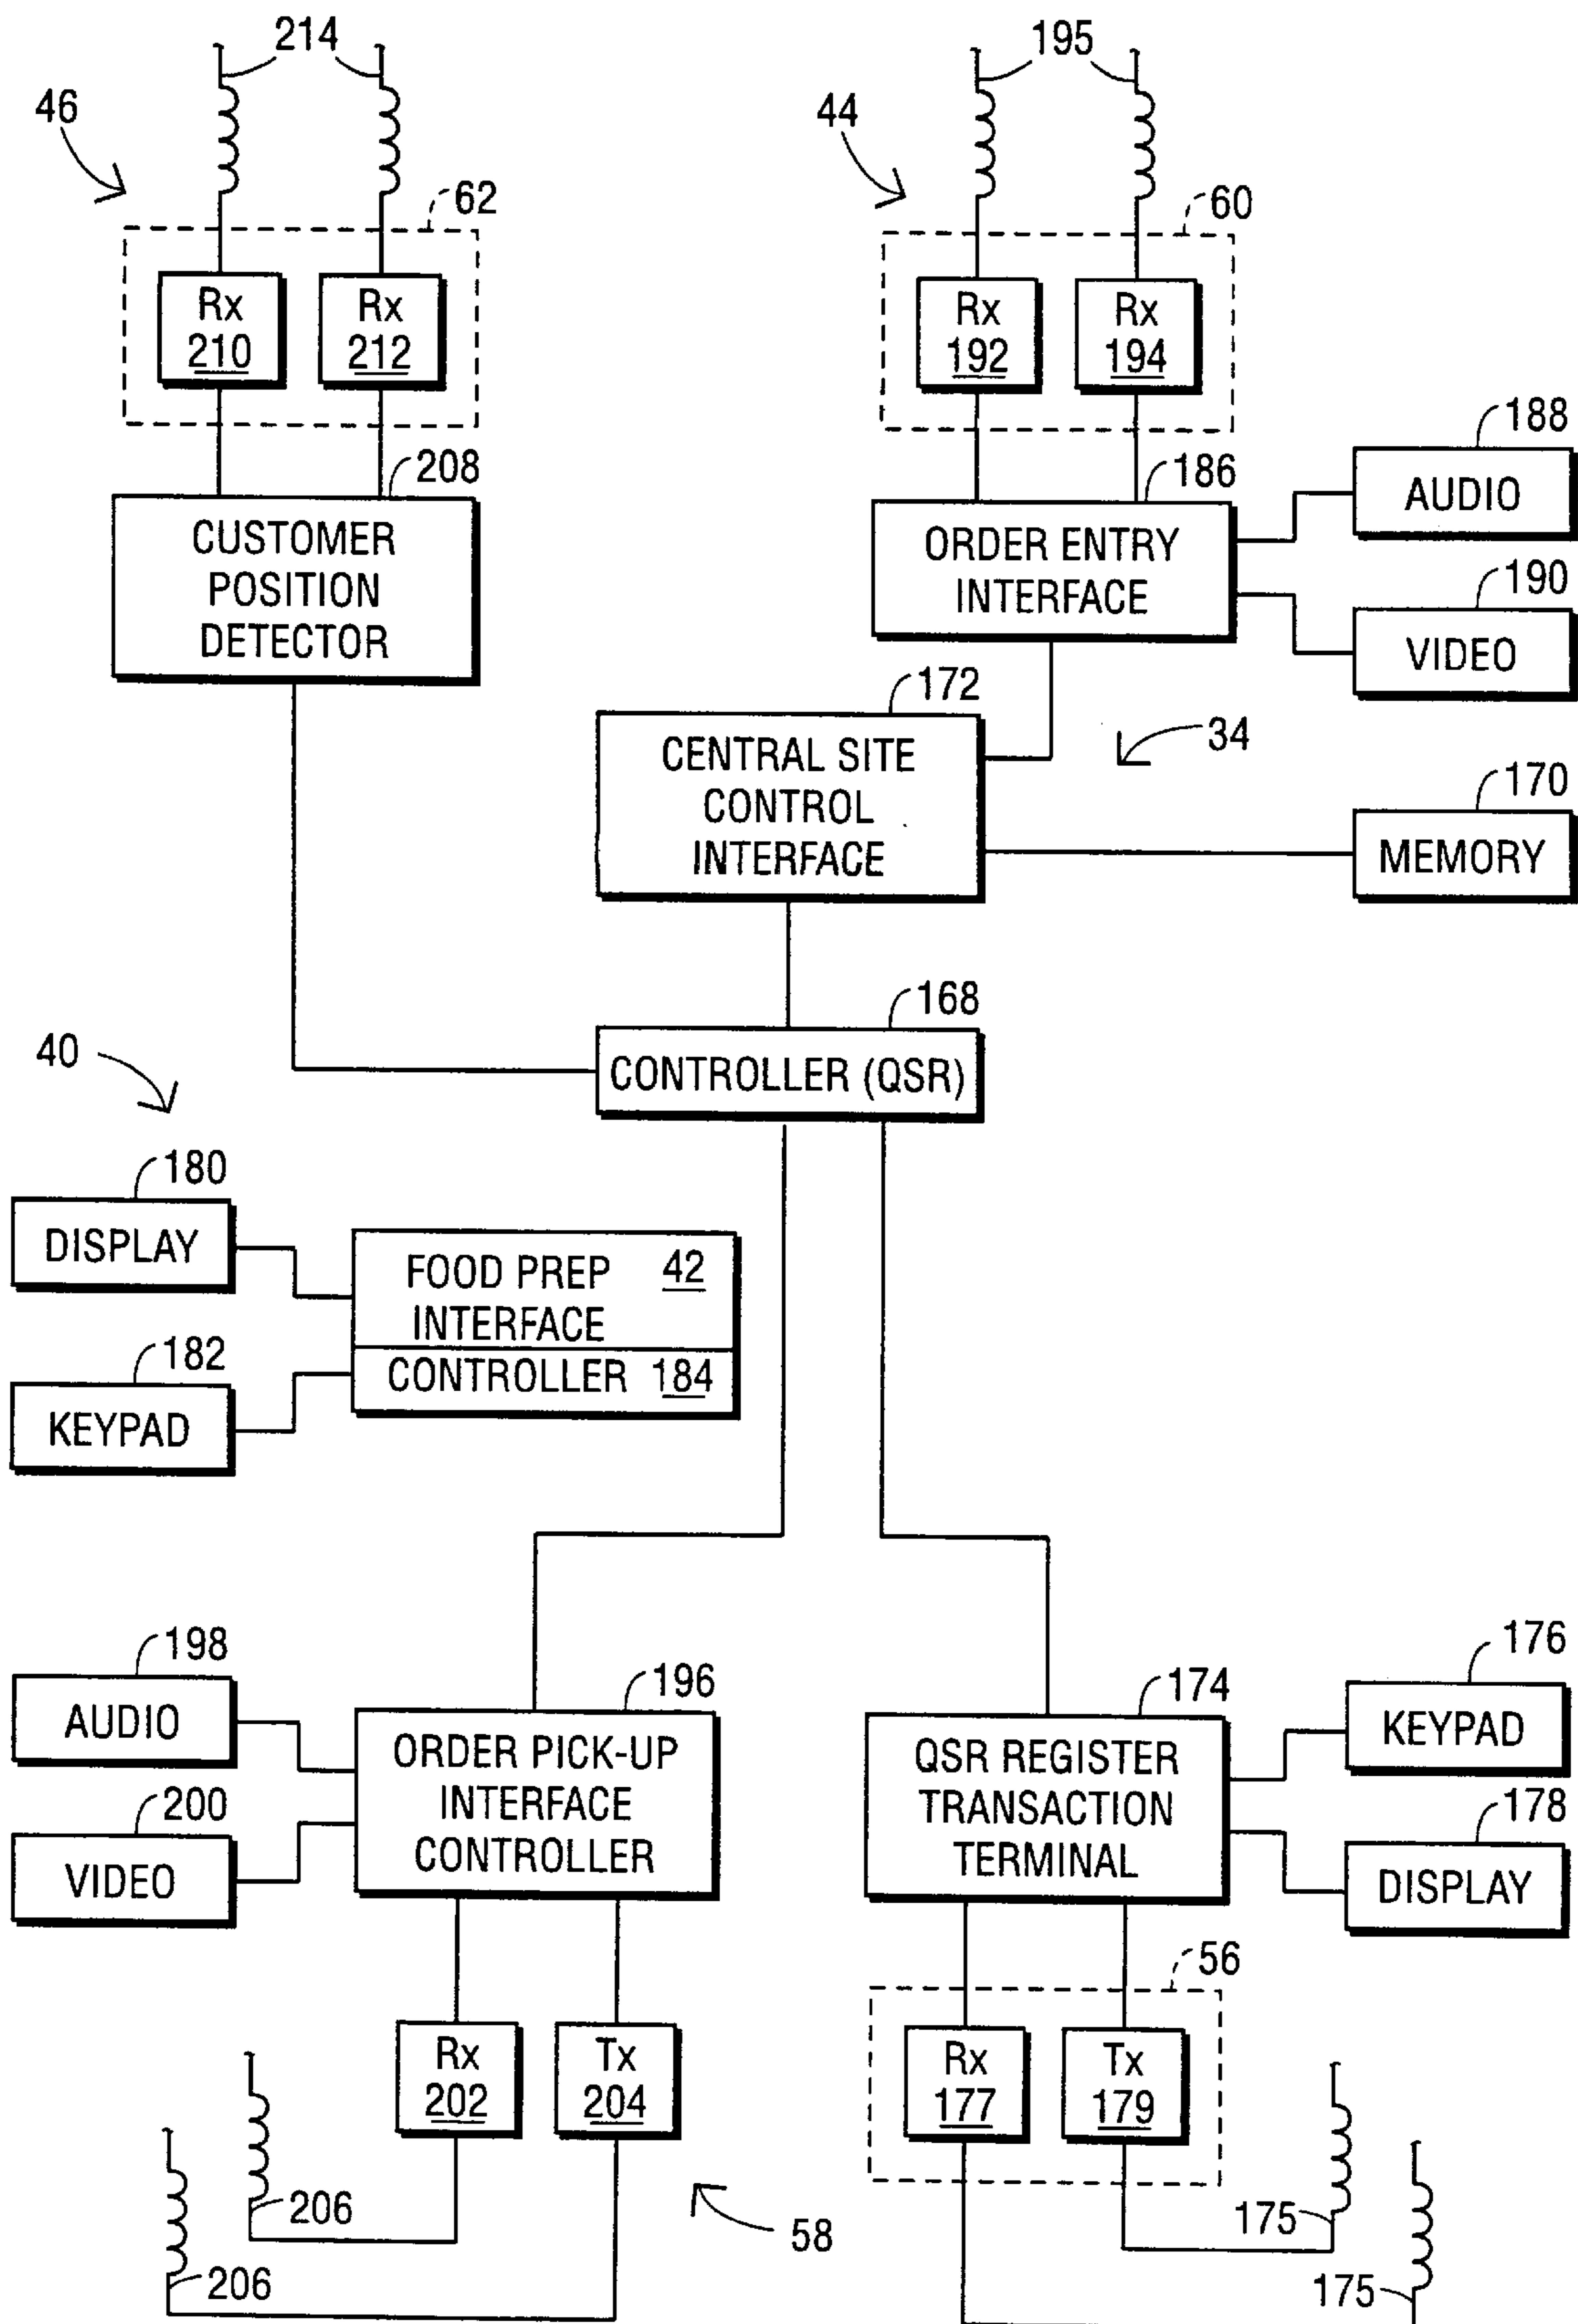 214
195
46
44
62
60
Rx
210
Rx
212
Rx
192
Rx
194
208
186
188
CUSTOMER
POSITION
DETECTOR
ORDER ENTRY
INTERFACE
AUDIO
190
VIDEO
172
34
CENTRAL SITE
CONTROL
INTERFACE
170
MEMORY
168
CONTROLLER (QSR)
40
180
DISPLAY
FOOD PREP
INTERFACE
42
182
KEYPAD
CONTROLLER 184
198
AUDIO
196
ORDER PICK-UP
INTERFACE
CONTROLLER
200
VIDEO
174
QSR REGISTER
TRANSACTION
TERMINAL
176
KEYPAD
178
DISPLAY
56
Rx
202
Tx
204
Rx
177
Tx
179
206
206
58
175
175